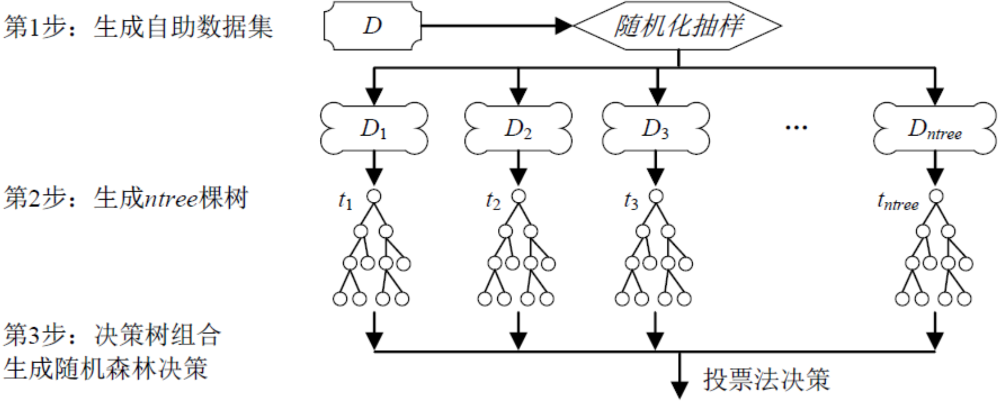 第1步：生成自助数据集
D
随机化抽样
D1
D2
D3
...
Dntree
第2步：生成ntree棵树
t1
t2
t3
tntree
第3步：决策树组合
生成随机森林决策
投票法决策